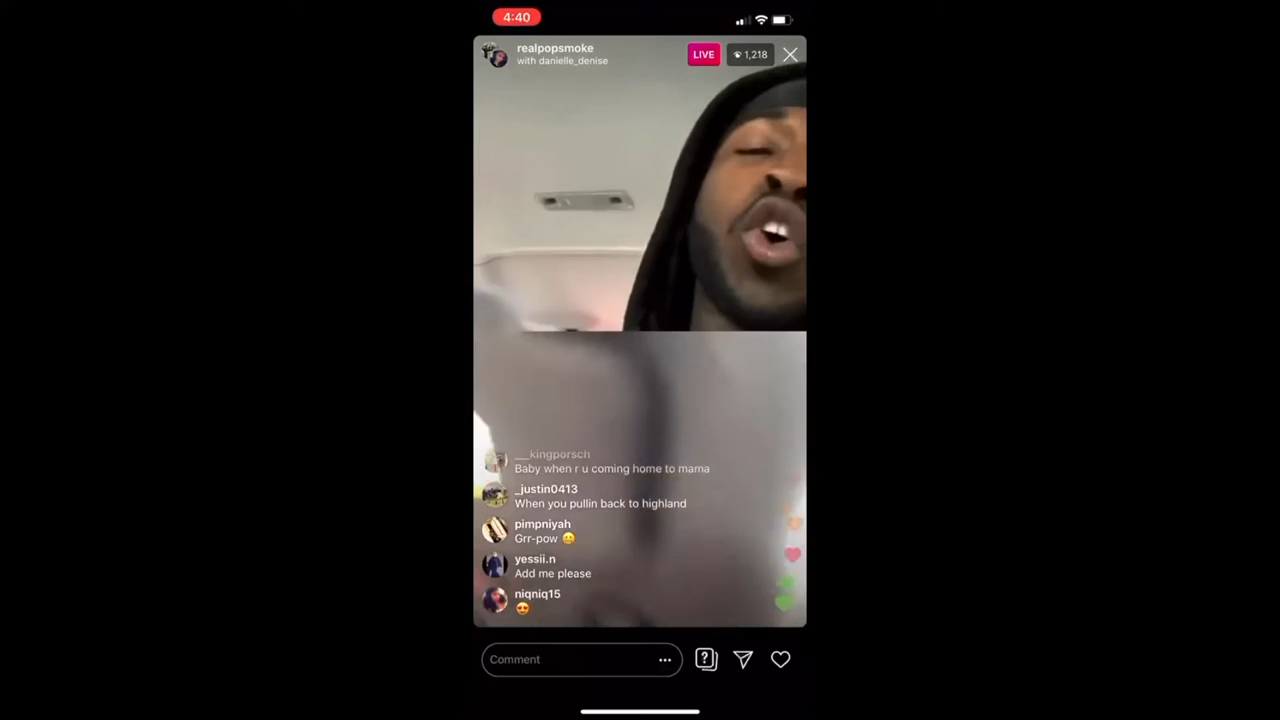 4:40
realpopsmoke
with danielle_denise
LIVE
1,218
___kingporsch
Baby when r u coming home to mama
_justin0413
When you pullin back to highland
pimpniyah
Grr-pow 😀
yessii.n
Add me please
niqniq15
😍
Comment